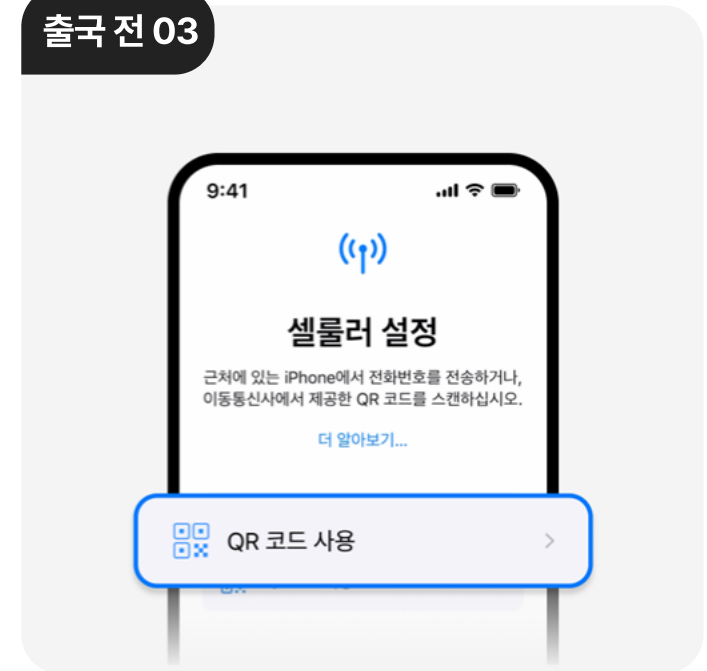 출국 전 03
9:41
셀룰러 설정
근처에 있는 iPhone에서 전화번호를 전송하거나,
이동통신사에서 제공한 QR 코드를 스캔하십시오.
더 알아보기...
QR 코드 사용